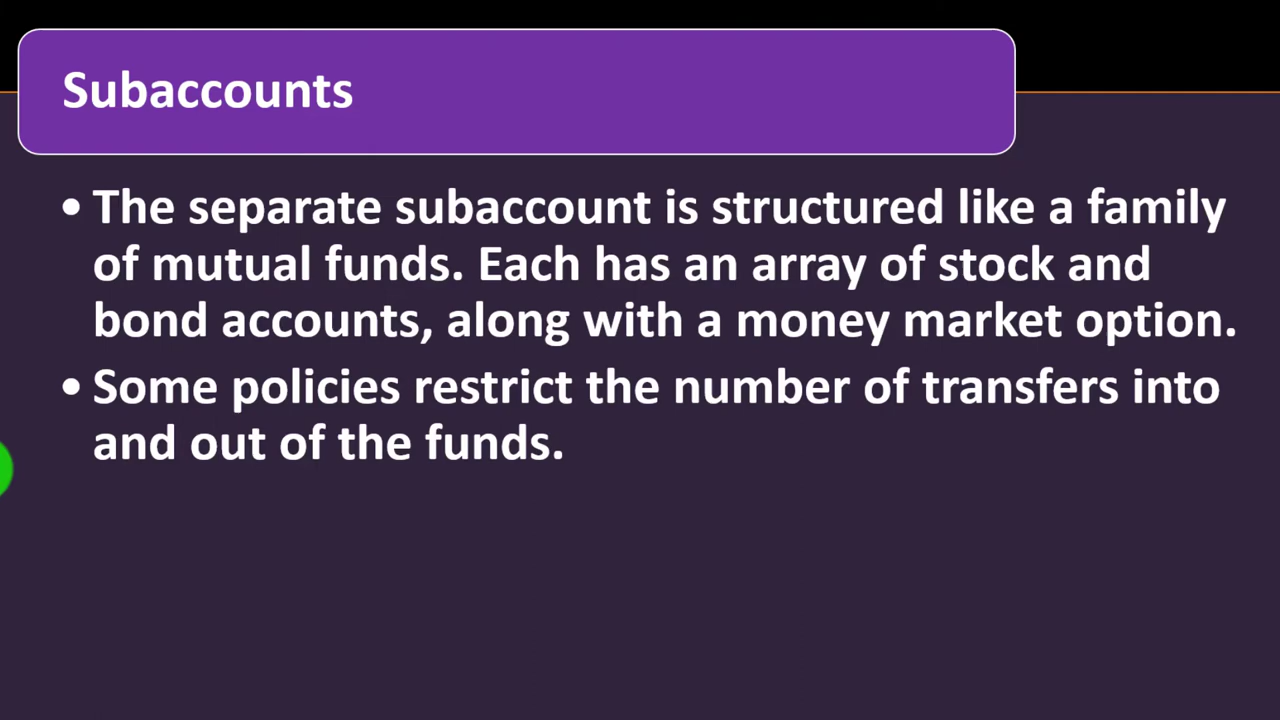 Subaccounts
• The separate subaccount is structured like a family
of mutual funds. Each has an array of stock and
bond accounts, along with a money market option.
• Some policies restrict the number of transfers into
and out of the funds.